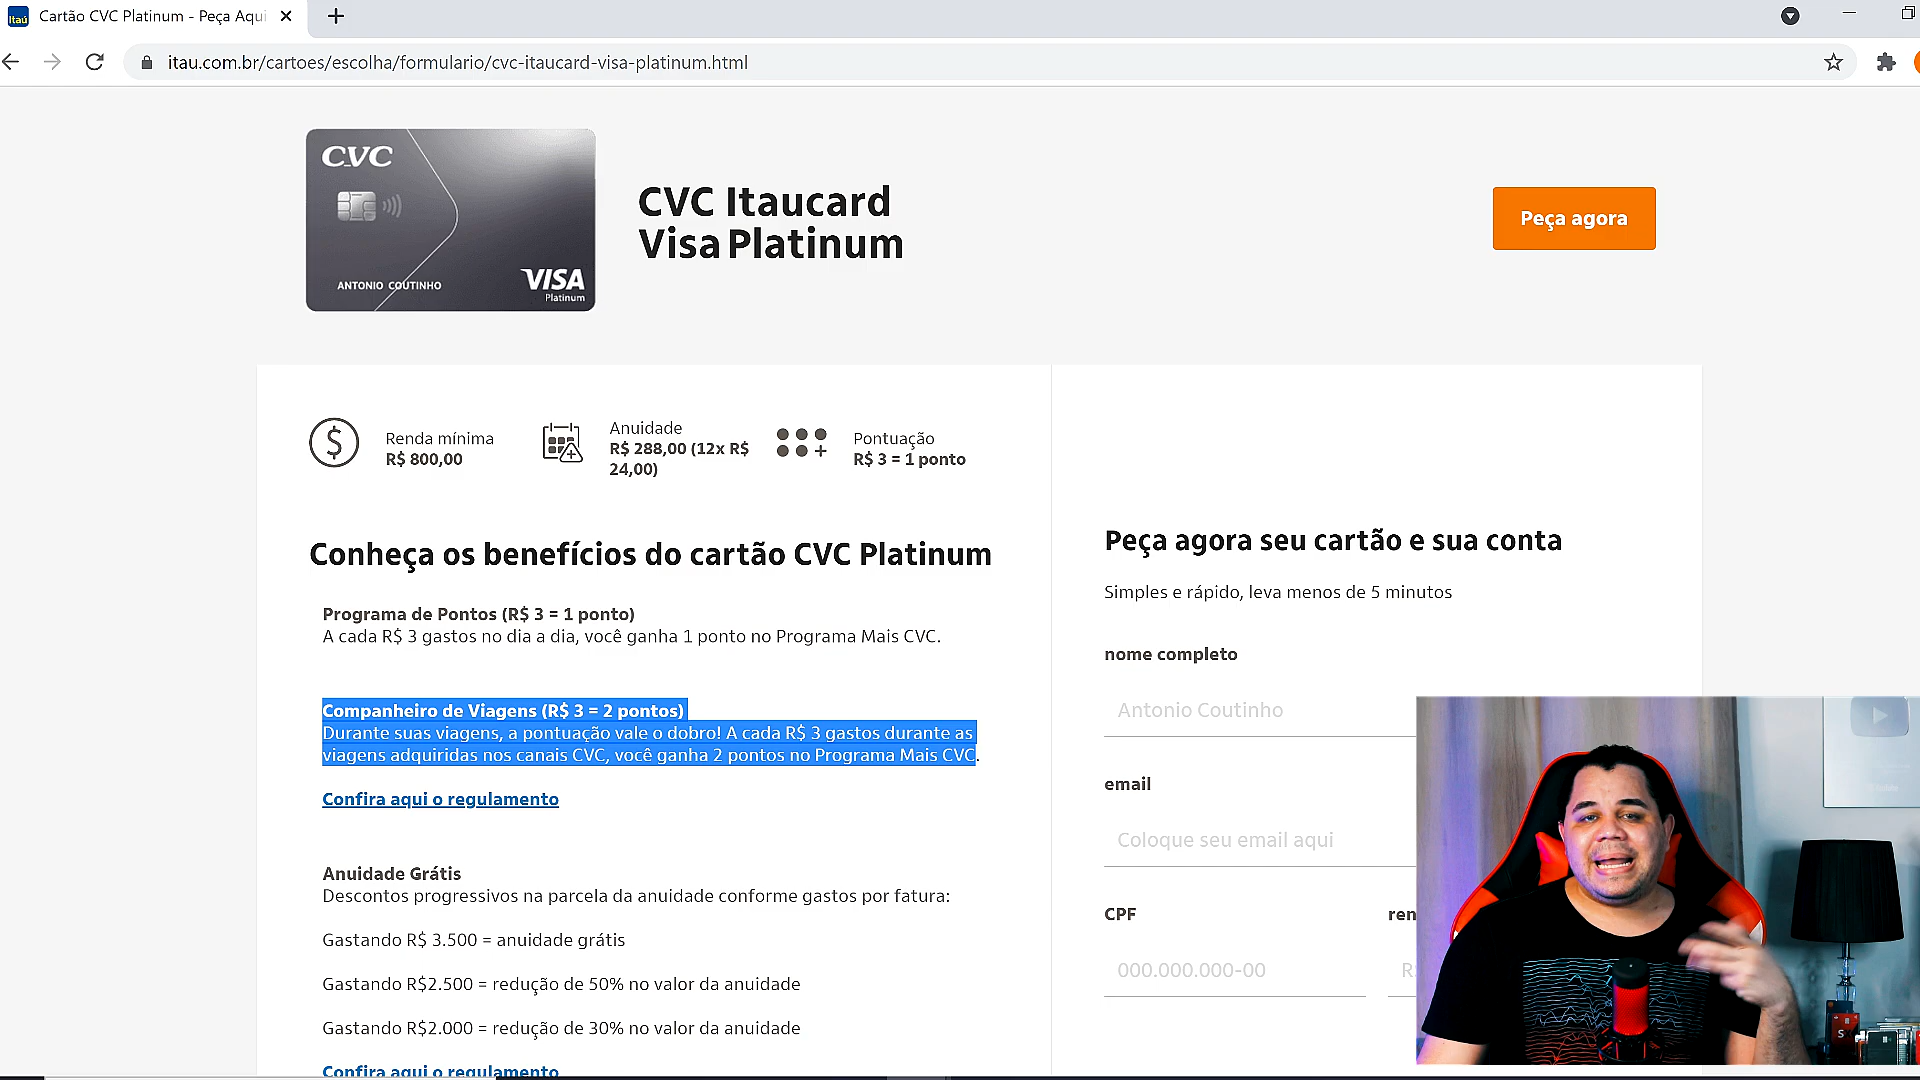 Itaú
Cartão CVC Platinum - Peça Aqui
itau.com.br/cartoes/escolha/formulario/cvc-itaucard-visa-platinum.html
CVC
ANTONIO COUTINHO
VISA
Platinum
CVC Itaucard
Visa Platinum
Peça agora
Renda mínima
R$ 800,00
Anuidade
R$ 288,00 (12x R$
24,00)
Pontuação
R$ 3 = 1 ponto
Conheça os benefícios do cartão CVC Platinum
Programa de Pontos (R$ 3 = 1 ponto)
A cada R$ 3 gastos no dia a dia, você ganha 1 ponto no Programa Mais CVC.
Companheiro de Viagens (R$ 3 = 2 pontos)
Durante suas viagens, a pontuação vale o dobro! A cada R$ 3 gastos durante as
viagens adquiridas nos canais CVC, você ganha 2 pontos no Programa Mais CVC.
Confira aqui o regulamento
Anuidade Grátis
Descontos progressivos na parcela da anuidade conforme gastos por fatura:
Gastando R$ 3.500 = anuidade grátis
Gastando R$2.500 = redução de 50% no valor da anuidade
Gastando R$2.000 = redução de 30% no valor da anuidade
Confira aqui o regulamento
Peça agora seu cartão e sua conta
Simples e rápido, leva menos de 5 minutos
nome completo
Antonio Coutinho
email
Coloque seu email aqui
CPF
ren
000.000.000-00
R